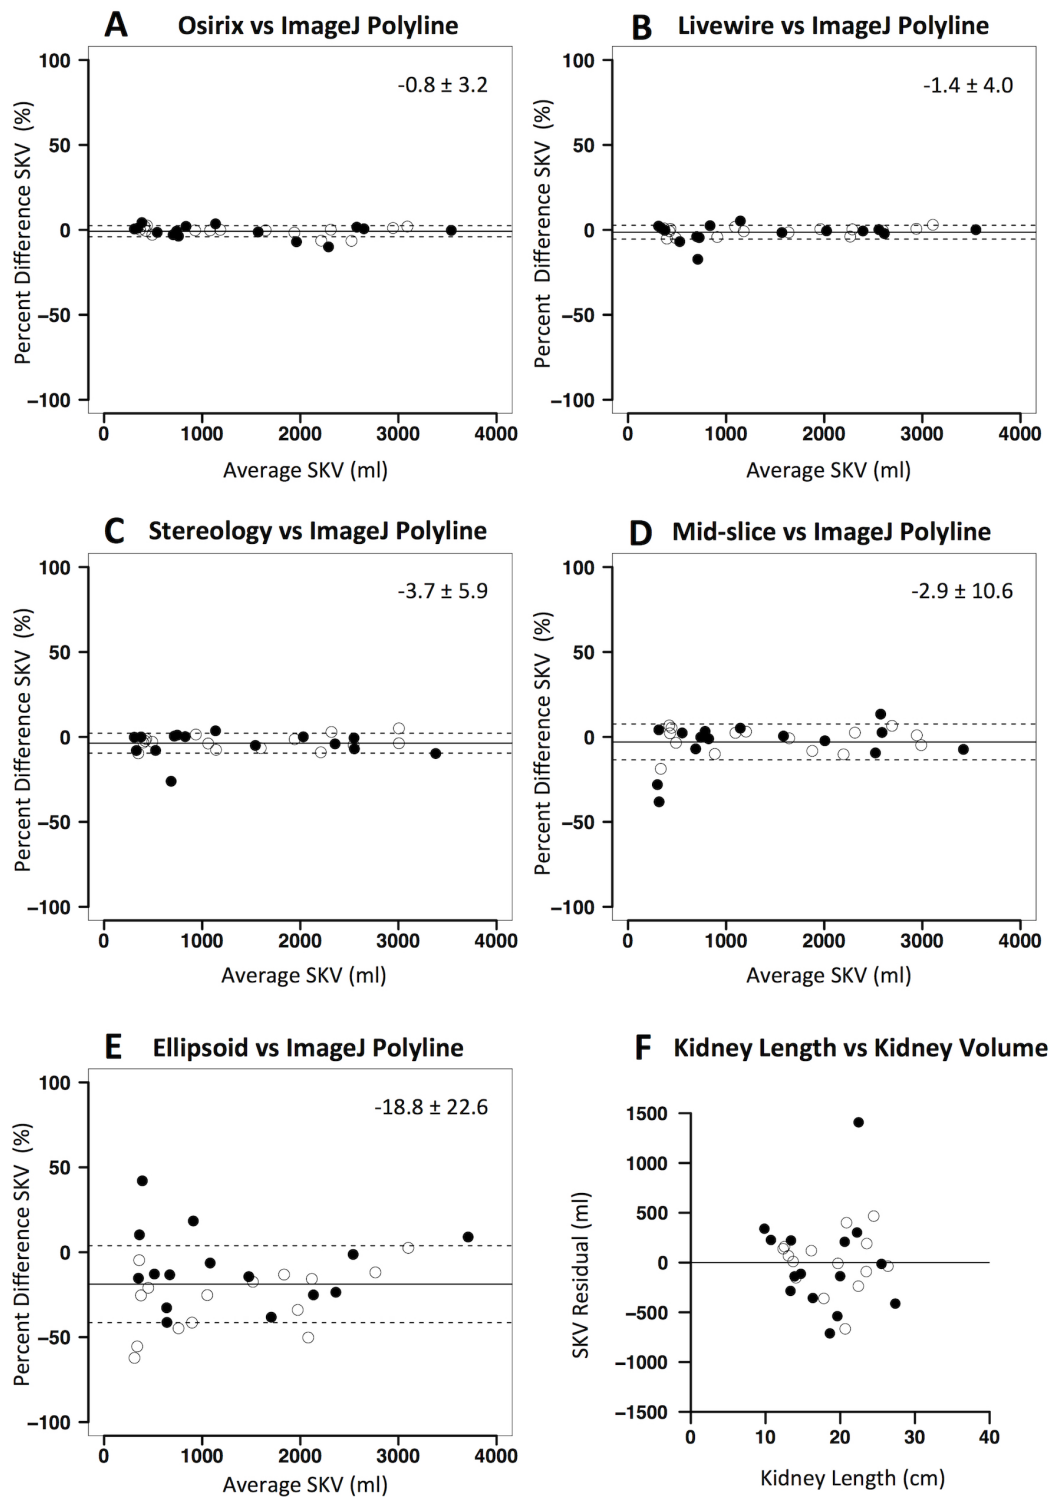 A Osirix vs ImageJ Polyline
100
50
0
−50
−100
Percent Difference SKV (%)
-0.8 ± 3.2
0 1000 2000 3000 4000
Average SKV (ml)
B Livewire vs ImageJ Polyline
100
50
0
−50
−100
Percent Difference SKV (%)
-1.4 ± 4.0
0 1000 2000 3000 4000
Average SKV (ml)
C Stereology vs ImageJ Polyline
100
50
0
−50
−100
Percent Difference SKV (%)
-3.7 ± 5.9
0 1000 2000 3000 4000
Average SKV (ml)
D Mid-slice vs ImageJ Polyline
100
50
0
−50
−100
Percent Difference SKV (%)
-2.9 ± 10.6
0 1000 2000 3000 4000
Average SKV (ml)
E Ellipsoid vs ImageJ Polyline
100
50
0
−50
−100
Percent Difference SKV (%)
-18.8 ± 22.6
0 1000 2000 3000 4000
Average SKV (ml)
F Kidney Length vs Kidney Volume
1500
1000
500
0
−500
−1000
−1500
SKV Residual (ml)
0 10 20 30 40
Kidney Length (cm)